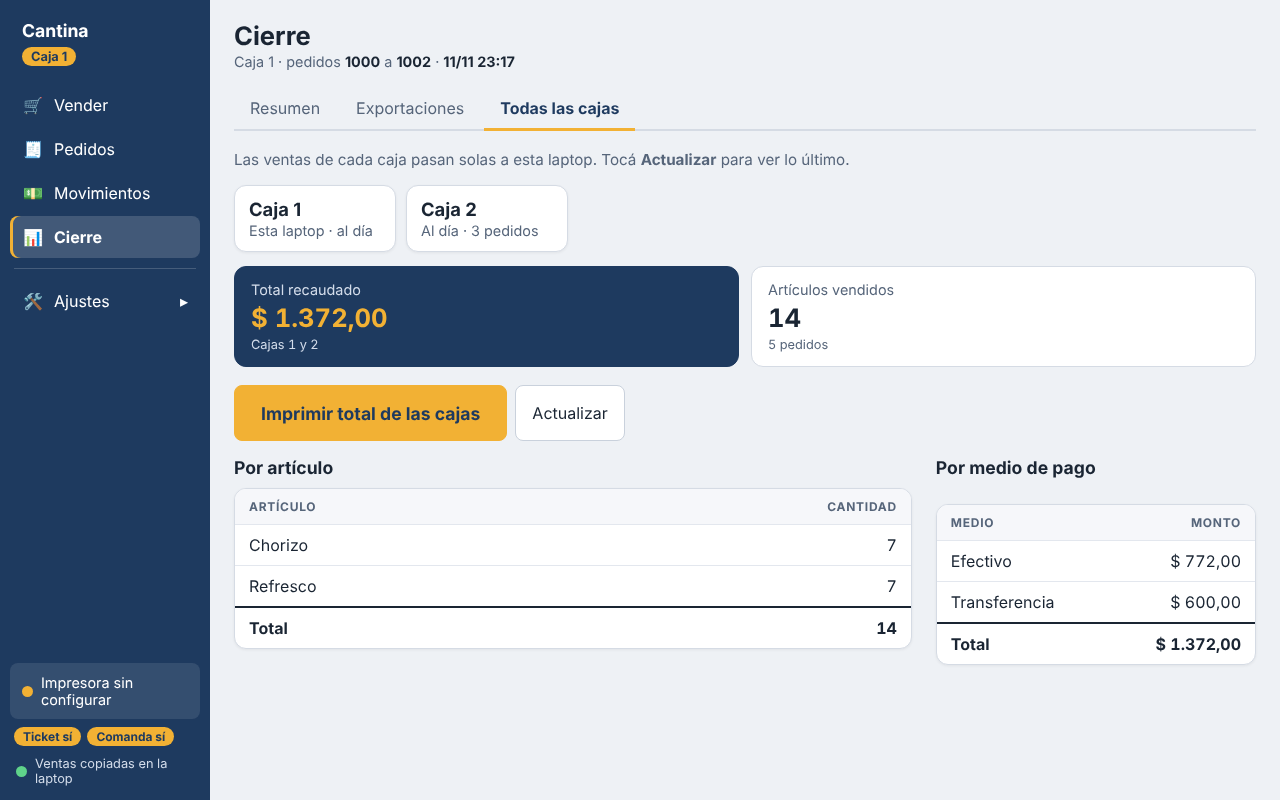 Cantina
Caja 1
Vender
Pedidos
Movimientos
Cierre
Ajustes
Impresora sin
configurar
Ticket sí
Comanda sí
Ventas copiadas en la
laptop
Cierre
Caja 1 · pedidos 1000 a 1002 · 11/11 23:17
Resumen
Exportaciones
Todas las cajas
Las ventas de cada caja pasan solas a esta laptop. Tocá Actualizar para ver lo último.
Caja 1
Esta laptop · al día
Caja 2
Al día · 3 pedidos
Total recaudado
$ 1.372,00
Cajas 1 y 2
Artículos vendidos
14
5 pedidos
Imprimir total de las cajas
Actualizar
Por artículo
ARTÍCULO CANTIDAD
Chorizo 7
Refresco 7
Total 14
Por medio de pago
MEDIO MONTO
Efectivo $ 772,00
Transferencia $ 600,00
Total $ 1.372,00